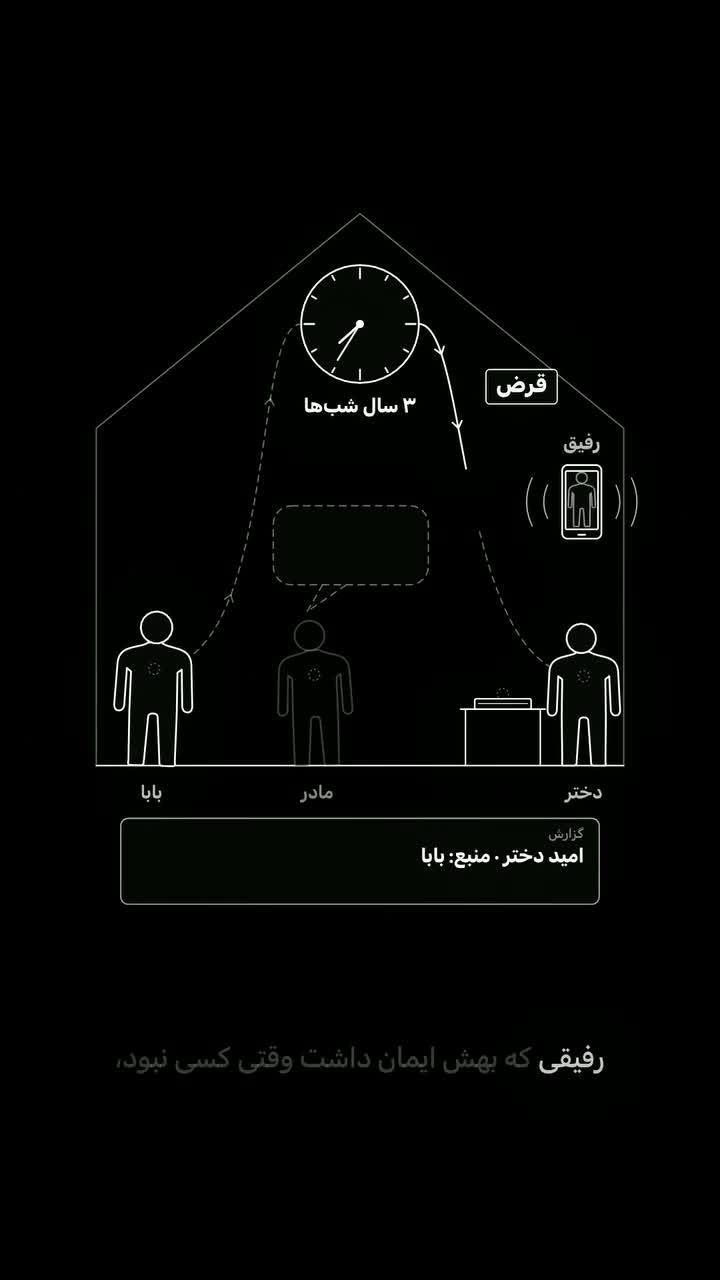 ۳ سال شب‌ها
قرض
رفیق
بابا
مادر
دختر
گزارش
امید دختر · منبع: بابا
رفیقی که بهش ایمان داشت وقتی کسی نبود،